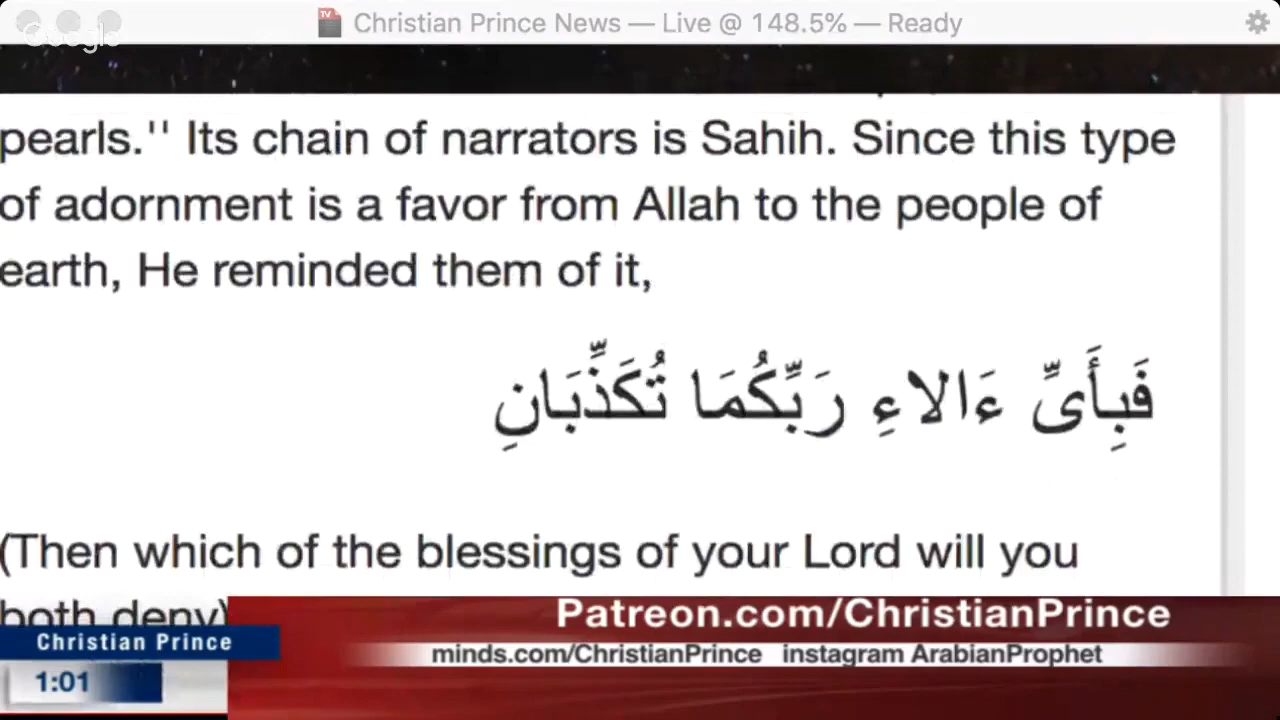 Christian Prince News — Live @ 148.5% — Ready
Google
pearls.'' Its chain of narrators is Sahih. Since this type
of adornment is a favor from Allah to the people of
earth, He reminded them of it,
فَبِأَىِّ ءَالاءِ رَبِّكُمَا تُكَذِّبَانِ
(Then which of the blessings of your Lord will you
both deny)
Patreon.com/ChristianPrince
Christian Prince
minds.com/ChristianPrince instagram ArabianProphet
1:01